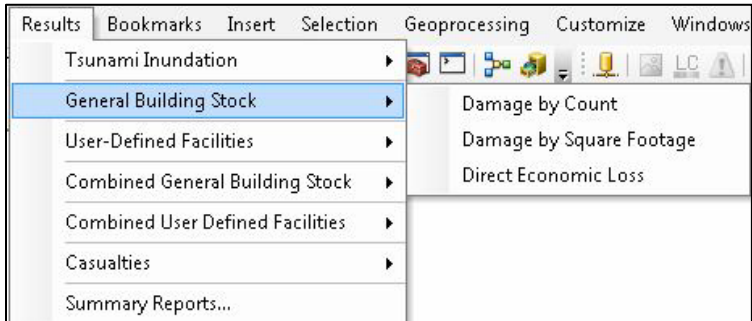 Results Bookmarks Insert Selection Geoprocessing Customize Windows
Tsunami Inundation
LC
General Building Stock
Damage by Count
User-Defined Facilities
Damage by Square Footage
Combined General Building Stock
Direct Economic Loss
Combined User Defined Facilities
Casualties
Summary Reports...